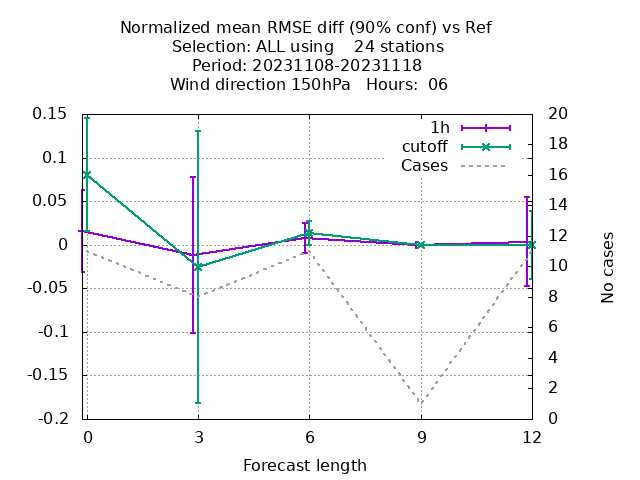 Normalized mean RMSE diff (90% conf) vs Ref
Selection: ALL using    24 stations
Period: 20231108-20231118
Wind direction 150hPa   Hours:  06
1h
cutoff
Cases
0.15
0.1
0.05
0
-0.05
-0.1
-0.15
-0.2
20
18
16
14
12
10
8
6
4
2
0
No cases
0 3 6 9 12
Forecast length